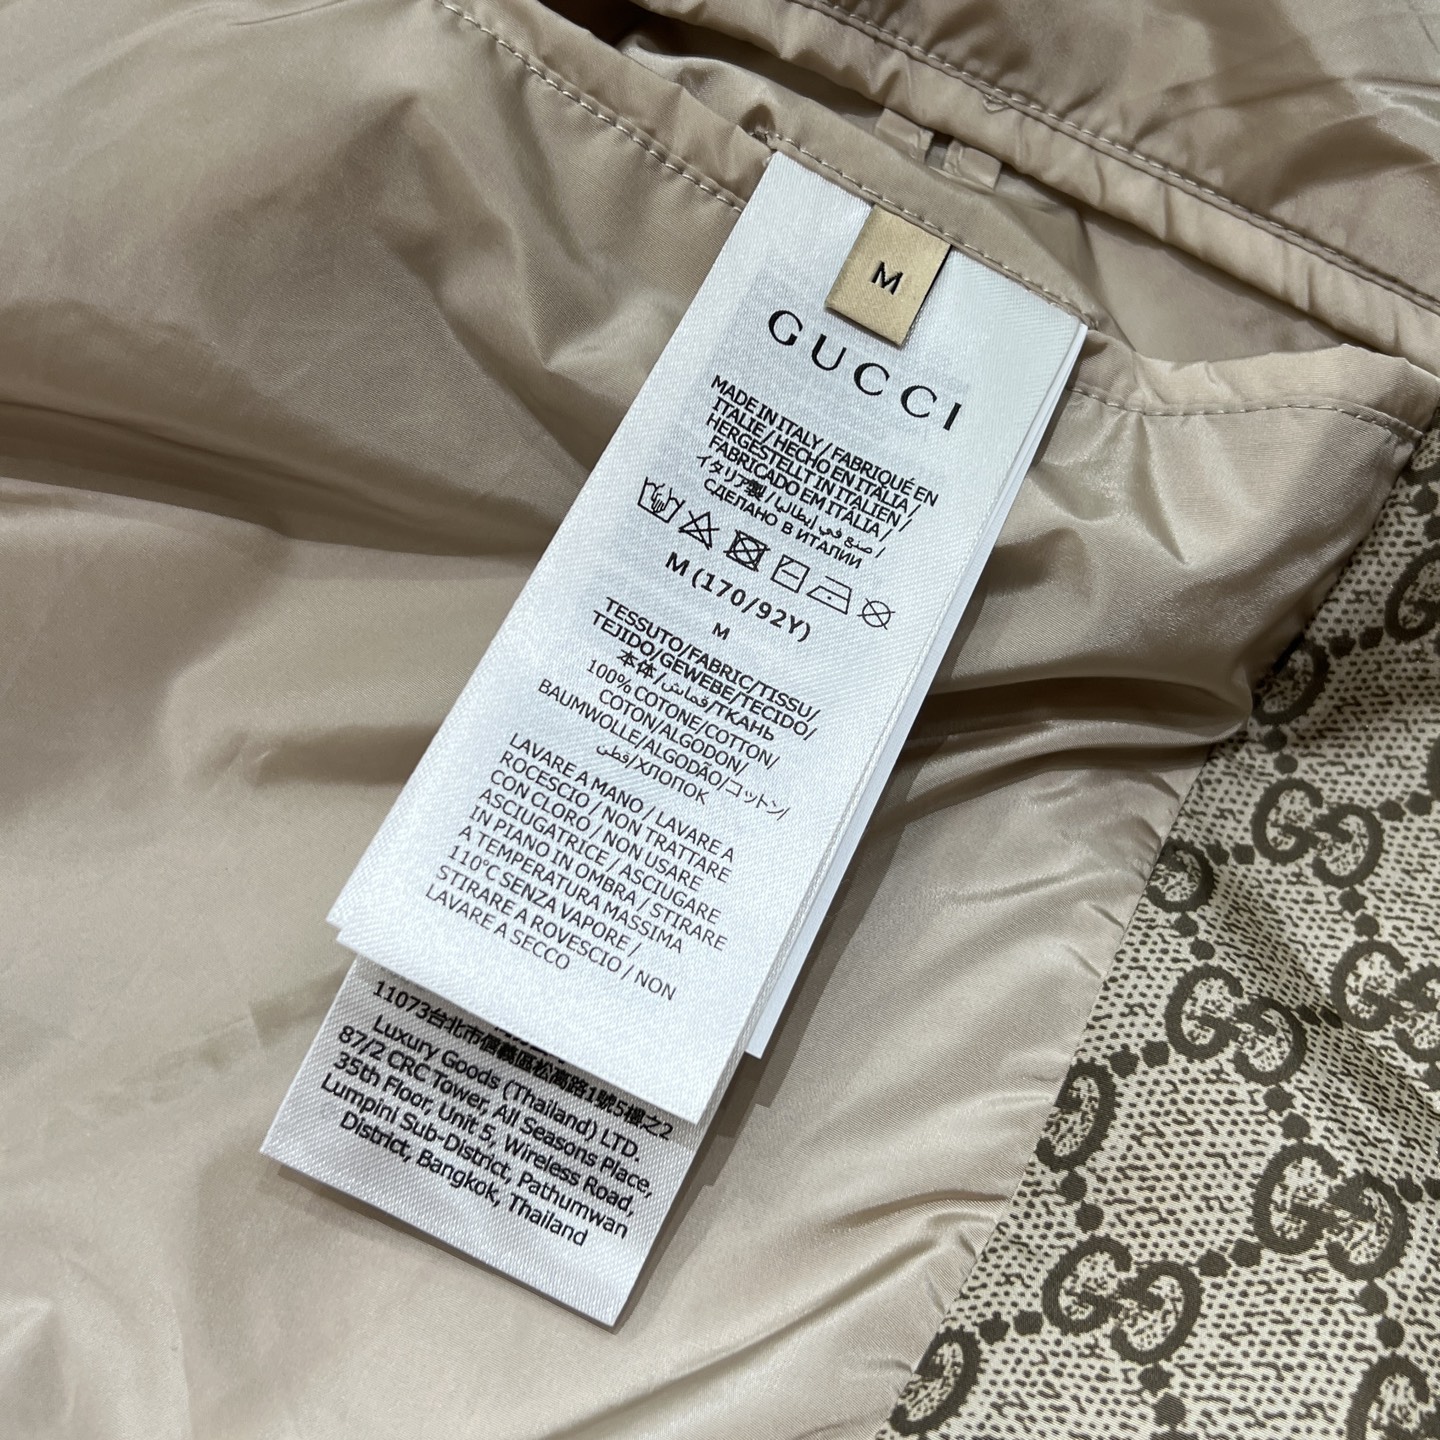 M
GUCCI
MADE IN ITALY / FABRIQUÉ EN
ITALIE / HECHO EN ITALIA /
HERGESTELLT IN ITALIEN /
FABRICADO EM ITÁLIA /
イタリア製 / صنع في إيطاليا /
СДЕЛАНО В ИТАЛИИ
M (170/92Y)
M
TESSUTO/FABRIC/TISSU/
TEJIDO/GEWEBE/TECIDO/
本体/قماش/ТКАНЬ
100% COTONE/COTTON/
COTON/ALGODON/
BAUMWOLLE/ALGODÃO/コットン/
قطن/ХЛОПОК
LAVARE A MANO / LAVARE A
ROCESCIO / NON TRATTARE
CON CLORO / NON USARE
ASCIUGATRICE / ASCIUGARE
IN PIANO IN OMBRA / STIRARE
A TEMPERATURA MASSIMA
110°C SENZA VAPORE /
STIRARE A ROVESCIO / NON
LAVARE A SECCO
11073台北市信義區松高路1號5樓之2
Luxury Goods (Thailand) LTD.
87/2 CRC Tower, All Seasons Place,
35th Floor, Unit 5, Wireless Road,
Lumpini Sub-District, Pathumwan
District, Bangkok, Thailand